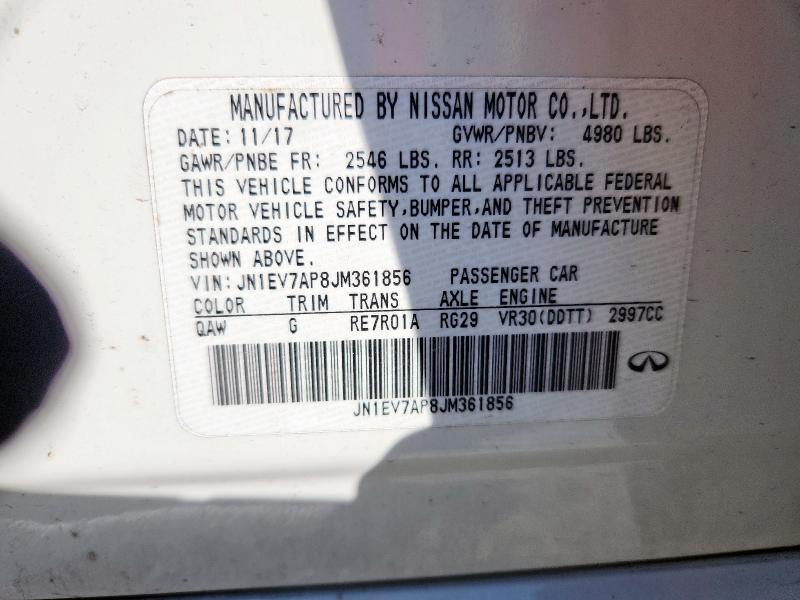 MANUFACTURED BY NISSAN MOTOR CO.,LTD.
DATE: 11/17 GVWR/PNBV: 4980 LBS.
GAWR/PNBE FR: 2546 LBS. RR: 2513 LBS.
THIS VEHICLE CONFORMS TO ALL APPLICABLE FEDERAL
MOTOR VEHICLE SAFETY,BUMPER,AND THEFT PREVENTION
STANDARDS IN EFFECT ON THE DATE OF MANUFACTURE
SHOWN ABOVE.
VIN: JN1EV7AP8JM361856 PASSENGER CAR
COLOR TRIM TRANS AXLE ENGINE
QAW G RE7R01A RG29 VR30(DDTT) 2997CC
JN1EV7AP8JM361856